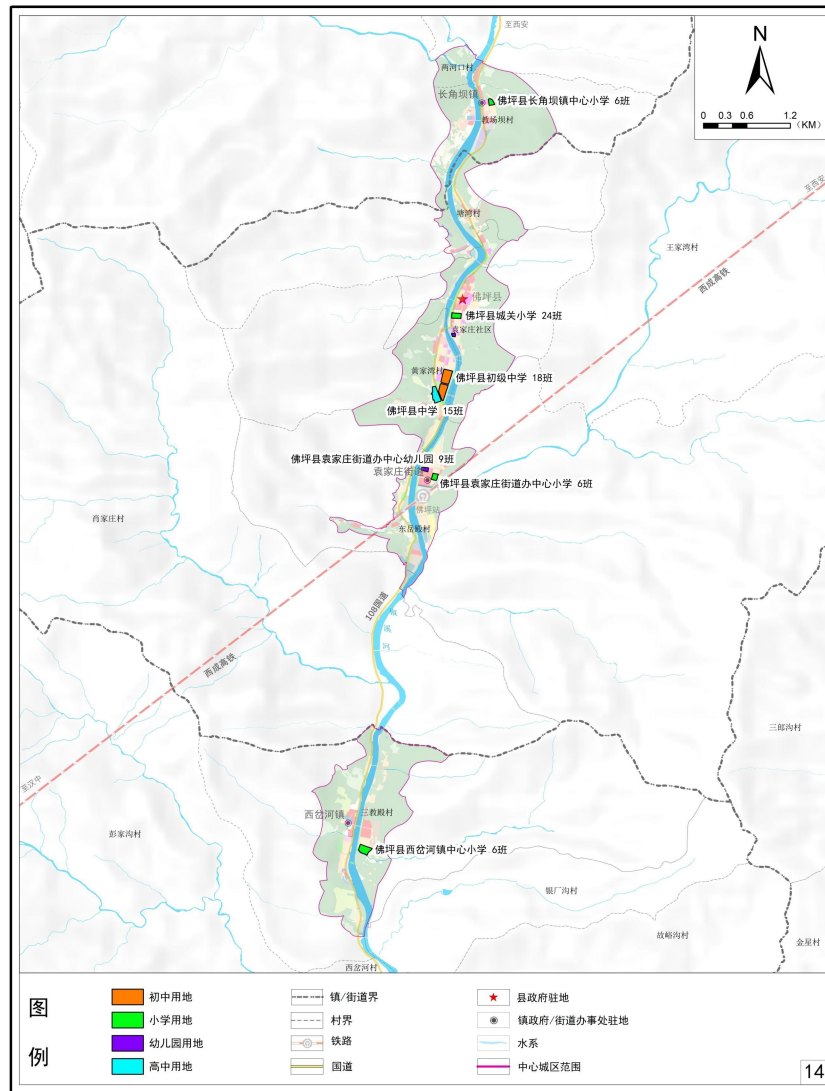 至西安
N
0 0.3 0.6 1.2
(KM)
两河口村
长角坝镇
佛坪县长角坝镇中心小学 6班
教场坝村
至西安
塘湾村
王家湾村
西成高铁
佛坪县
佛坪县城关小学 24班
袁家庄社区
黄家湾村
佛坪县初级中学 18班
佛坪县中学 15班
佛坪县袁家庄街道办中心幼儿园 9班
袁家庄街道
佛坪县袁家庄街道办中心小学 6班
佛坪站
肖家庄村
东岳殿村
108国道
西成高铁
三郎沟村
至汉中
西岔河镇
三教殿村
彭家沟村
佛坪县西岔河镇中心小学 6班
银厂沟村
故峪沟村
金星村
西岔河村
图例
初中用地
小学用地
幼儿园用地
高中用地
镇/街道界
村界
铁路
国道
县政府驻地
镇政府/街道办事处驻地
水系
中心城区范围
14